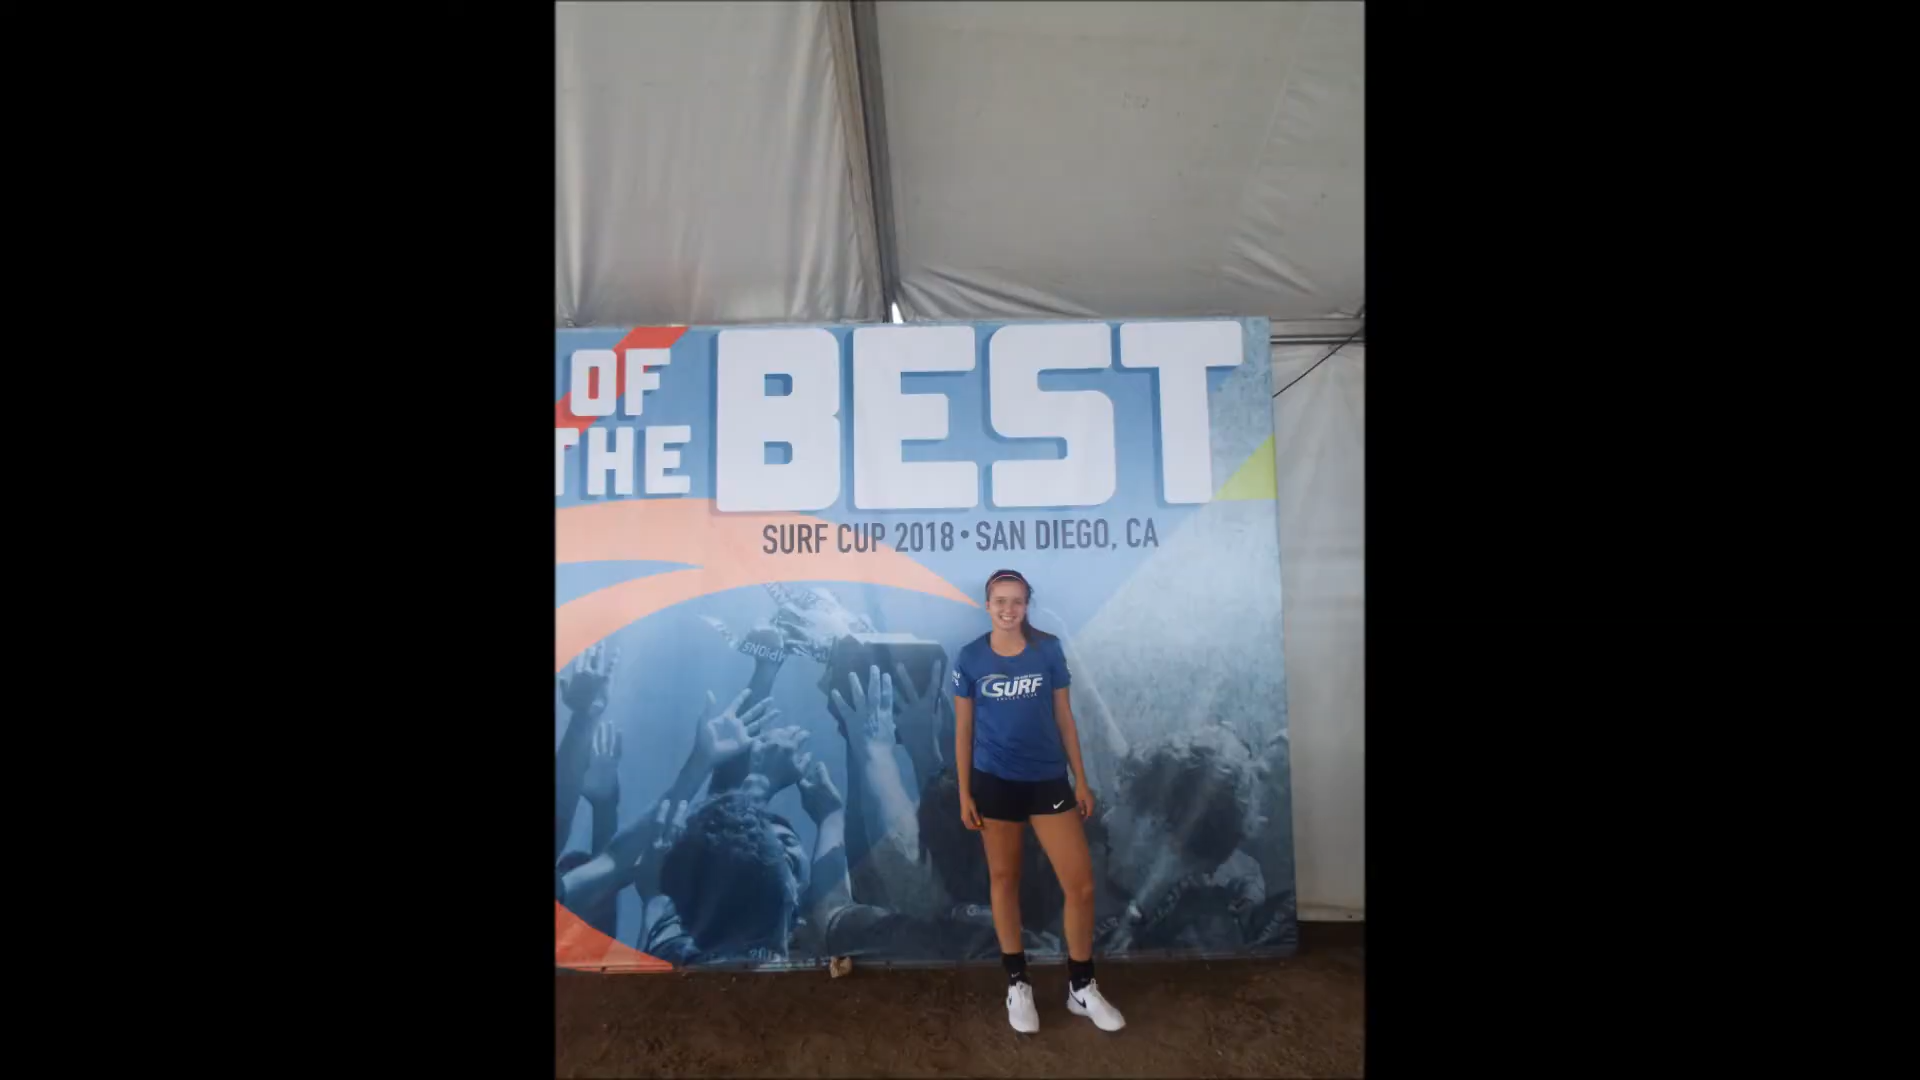 OF
THE
BEST
SURF CUP 2018 • SAN DIEGO, CA
SURF